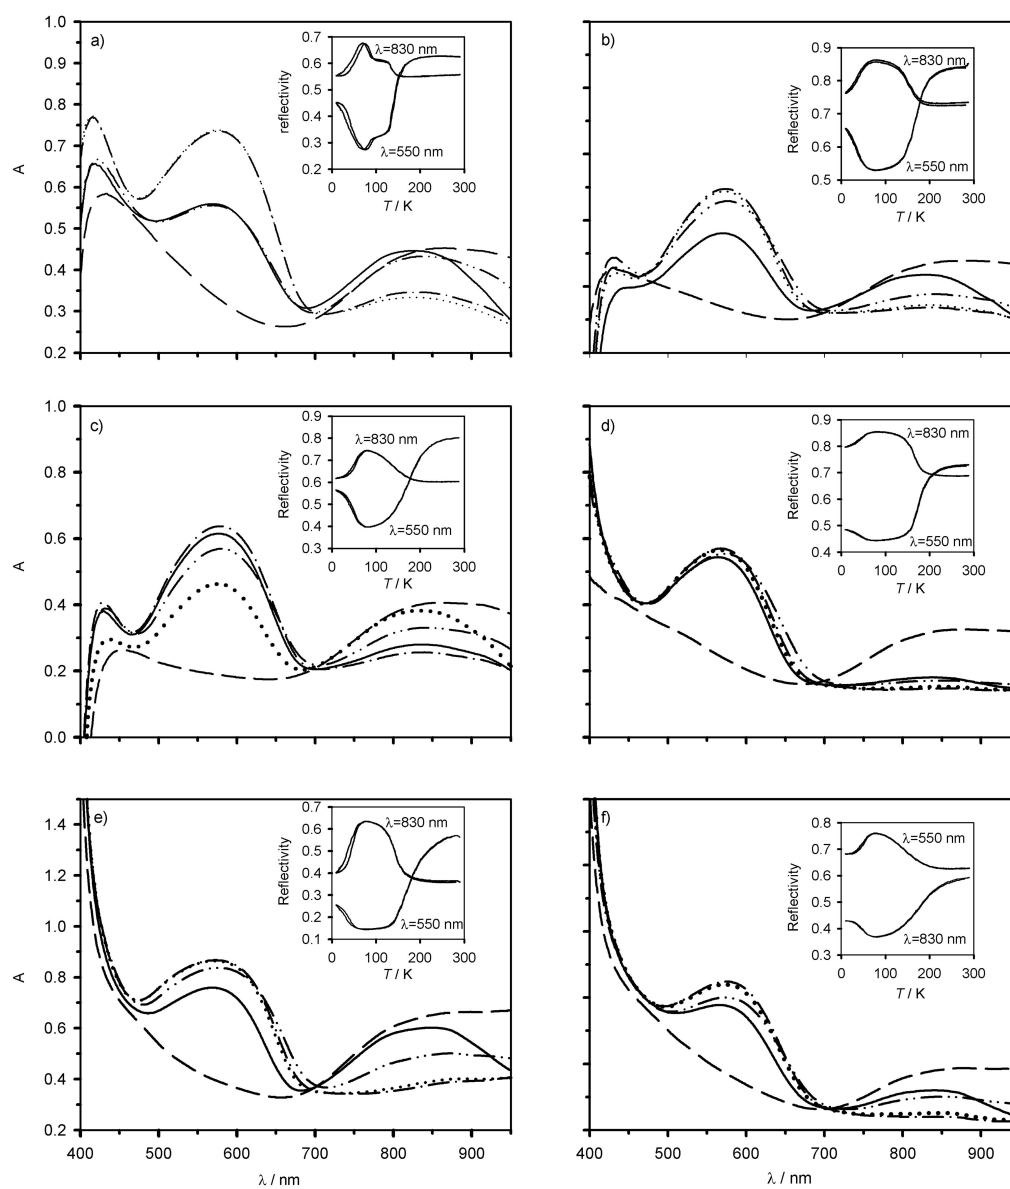 a)
1.0
0.9
0.8
0.7
0.6
0.5
0.4
0.3
0.2
A
0.7
0.6
0.5
0.4
0.3
0.2
reflectivity
λ=830 nm
λ=550 nm
0 100 200 300
T / K
b)
0.9
0.8
0.7
0.6
0.5
Reflectivity
λ=830 nm
λ=550 nm
0 100 200 300
T / K
c)
1.0
0.8
0.6
0.4
0.2
0.0
A
0.9
0.8
0.7
0.6
0.5
0.4
0.3
Reflectivity
λ=830 nm
λ=550 nm
0 100 200 300
T / K
d)
0.9
0.8
0.7
0.6
0.5
0.4
Reflectivity
λ=830 nm
λ=550 nm
0 100 200 300
T / K
e)
1.4
1.2
1.0
0.8
0.6
0.4
0.2
A
0.7
0.6
0.5
0.4
0.3
0.2
0.1
Reflectivity
λ=830 nm
λ=550 nm
0 100 200 300
T / K
400 500 600 700 800 900
λ / nm
f)
0.8
0.7
0.6
0.5
0.4
0.3
Reflectivity
λ=550 nm
λ=830 nm
0 100 200 300
T / K
400 500 600 700 800 900
λ / nm